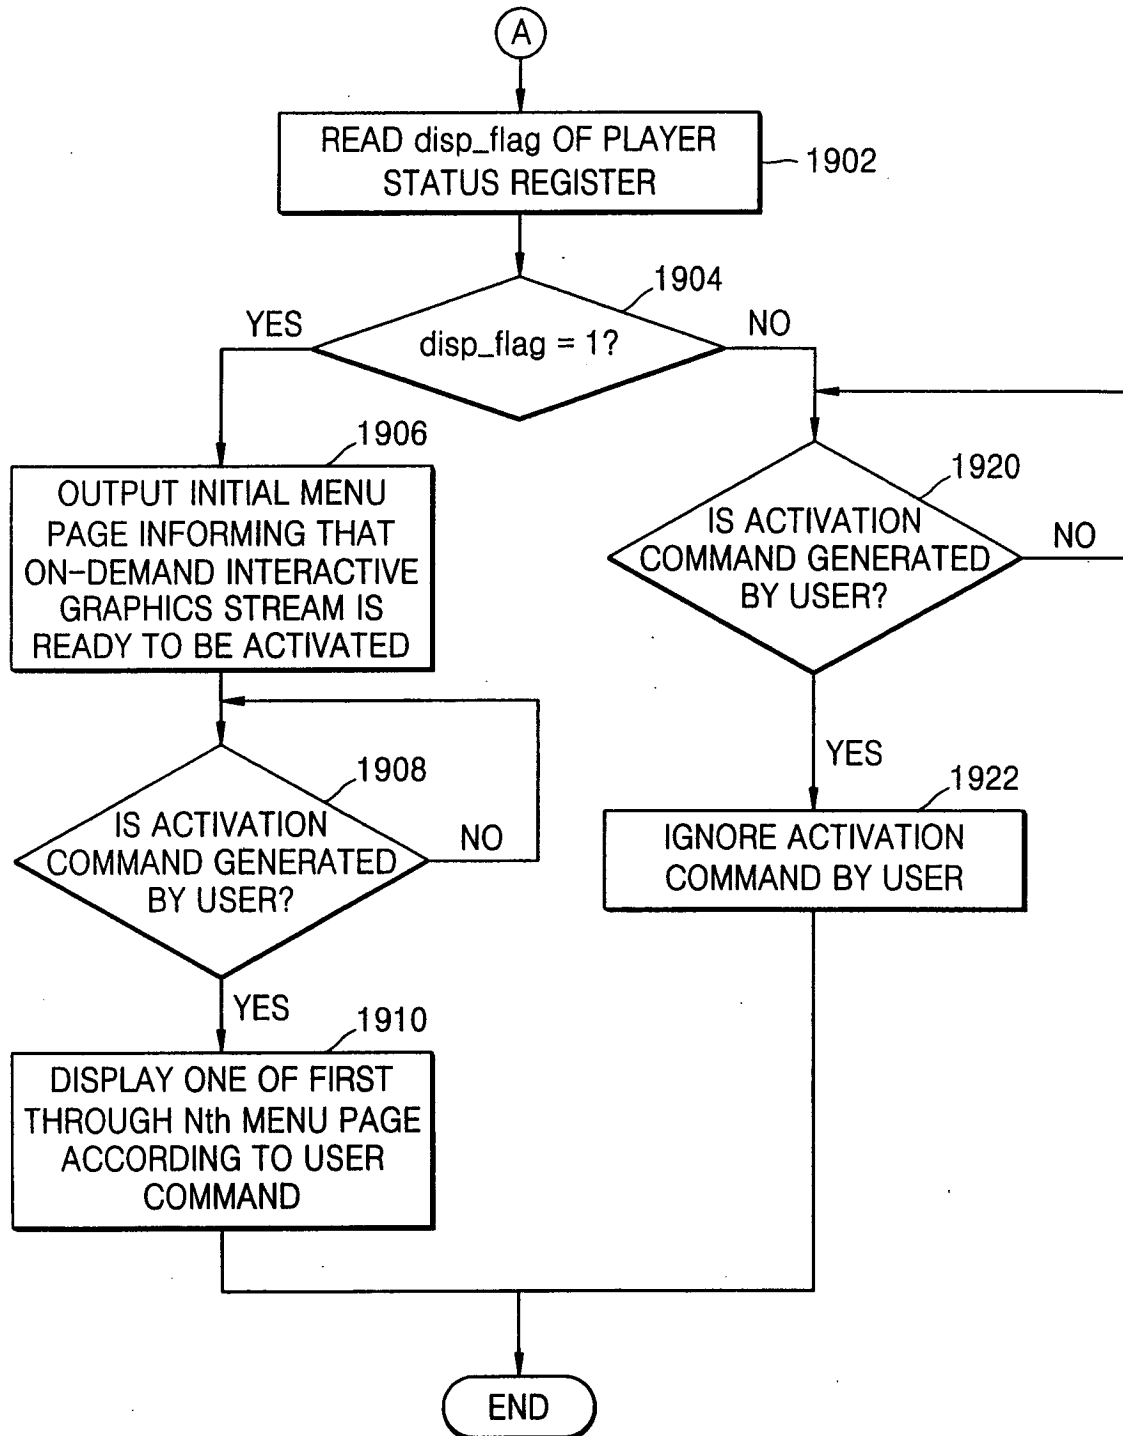 A
READ disp_flag OF PLAYER
STATUS REGISTER
1902
1904
YES
NO
disp_flag = 1?
1906
OUTPUT INITIAL MENU
PAGE INFORMING THAT
ON-DEMAND INTERACTIVE
GRAPHICS STREAM IS
READY TO BE ACTIVATED
1920
IS ACTIVATION
COMMAND GENERATED
BY USER?
NO
YES
1908
IS ACTIVATION
COMMAND GENERATED
BY USER?
NO
YES
1922
IGNORE ACTIVATION
COMMAND BY USER
1910
DISPLAY ONE OF FIRST
THROUGH Nth MENU PAGE
ACCORDING TO USER
COMMAND
END